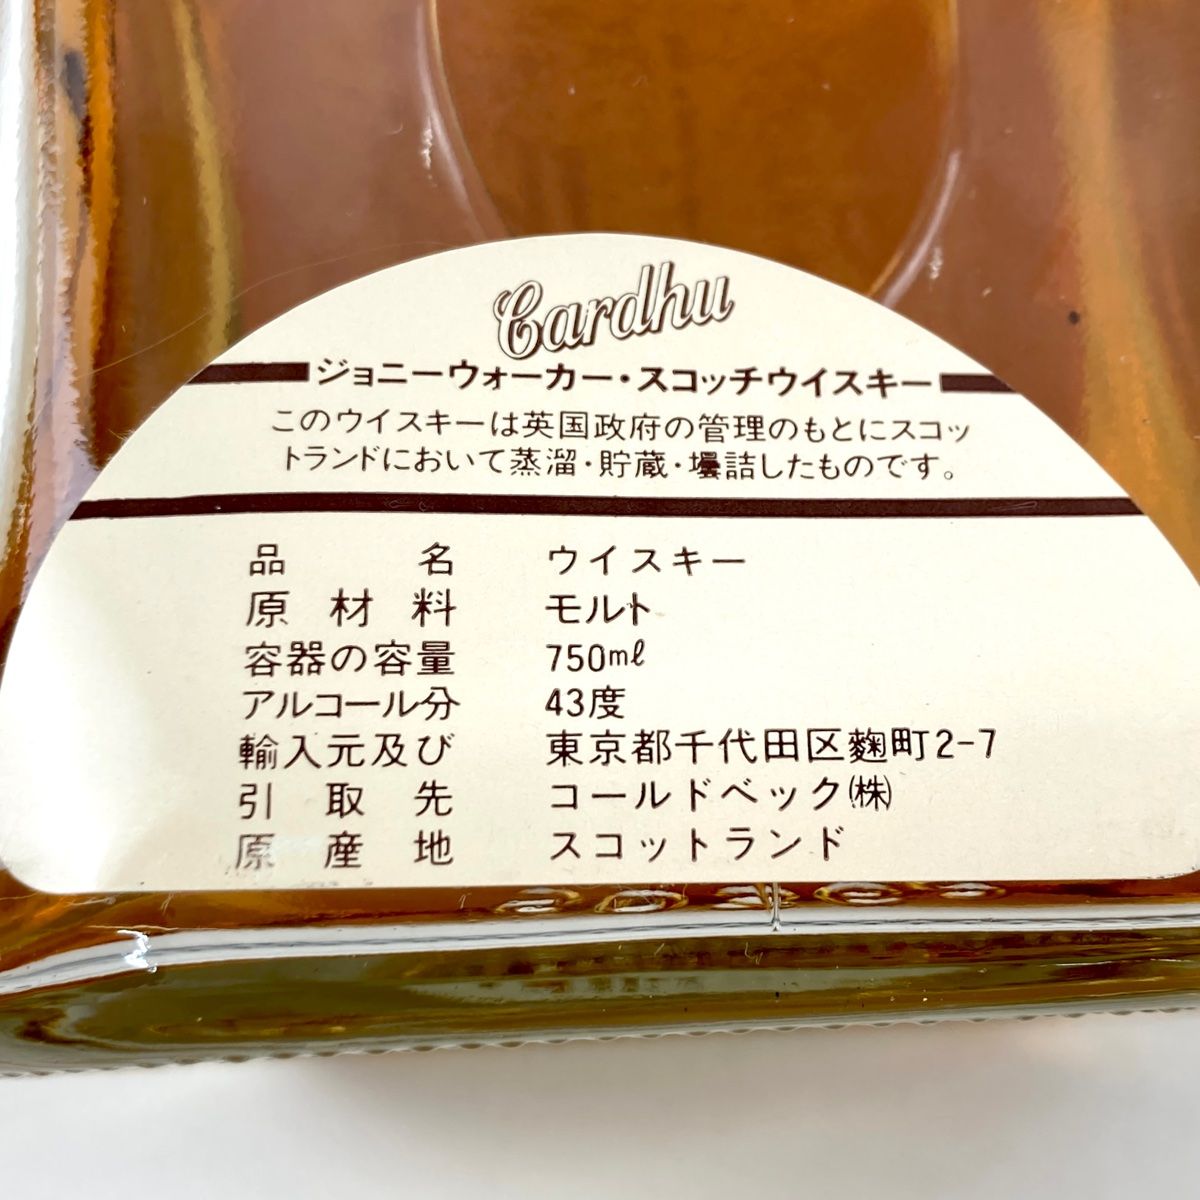 Cardhu
ジョニーウォーカー・スコッチウイスキー
このウイスキーは英国政府の管理のもとにスコッ
トランドにおいて蒸溜・貯蔵・壜詰したものです。
品名 ウイスキー
原材料 モルト
容器の容量 750mℓ
アルコール分 43度
輸入元及び 東京都千代田区麹町2-7
引取先 コールドベック㈱
原産地 スコットランド